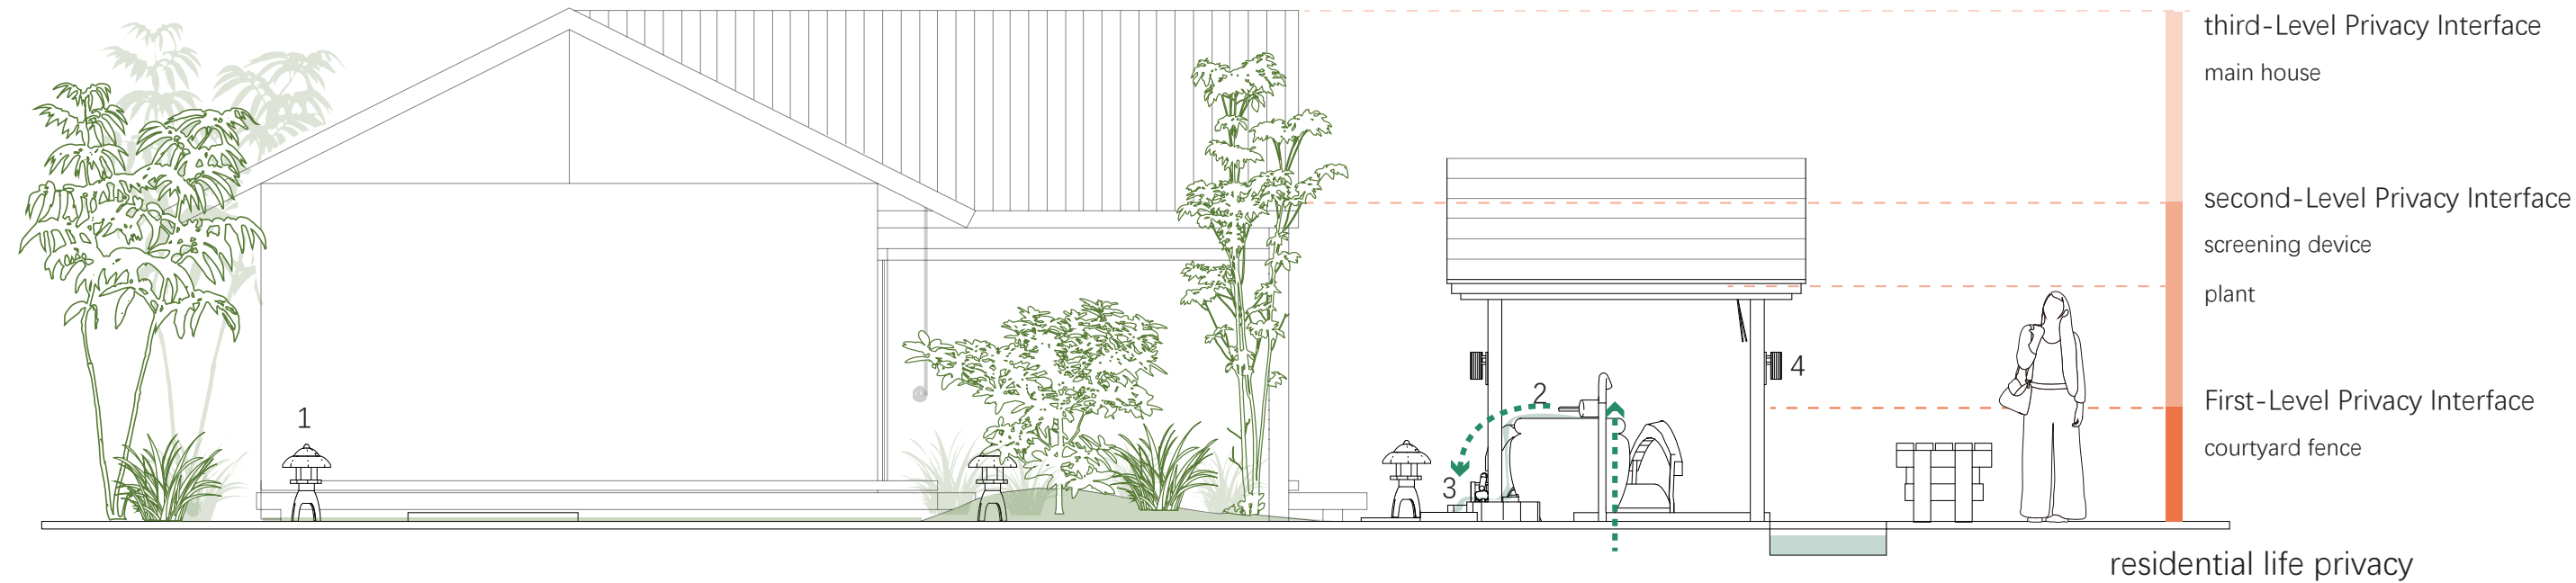 third-Level Privacy Interface
main house
second-Level Privacy Interface
screening device
plant
4
2
First-Level Privacy Interface
1
courtyard fence
3
residential life privacy